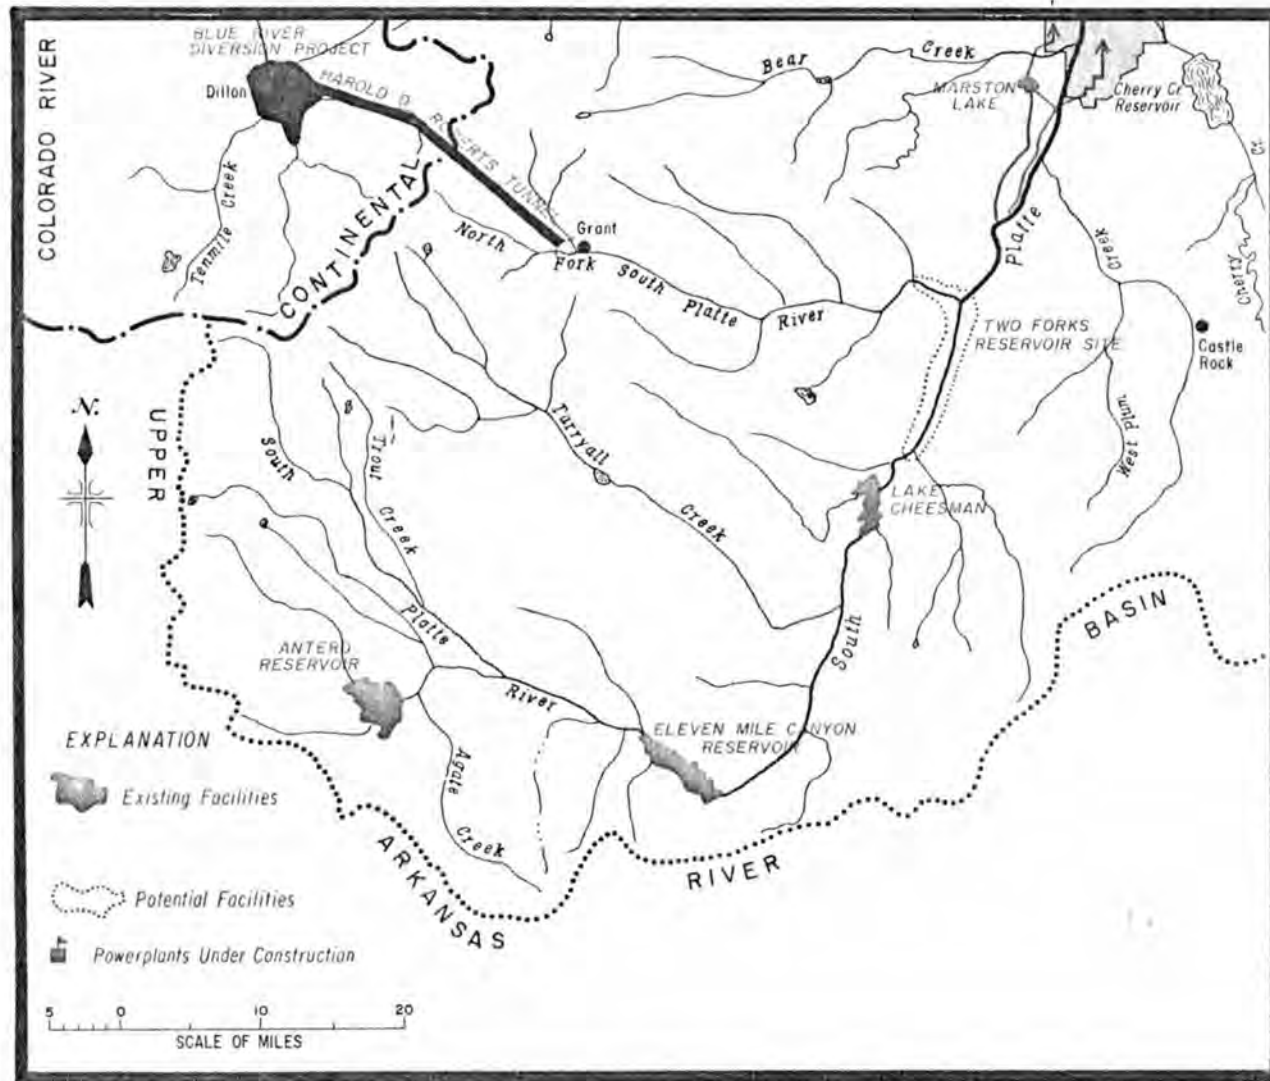 BLUE RIVER
DIVERSION PROJECT
COLORADO RIVER
Dillon
HAROLD D. ROBERTS TUNNEL
Bear Creek
MARSTON
LAKE
Cherry Cr.
Reservoir
Cr.
Cherry
Tenmile Creek
CONTINENTAL
North Fork South Platte River
Grant
Platte
Creek
TWO FORKS
RESERVOIR SITE
Castle
Rock
West Plum
N.
UPPER
South
Trout
Creek
Tarryall
Creek
LAKE
CHEESMAN
Platte
River
South
BASIN
ANTERO
RESERVOIR
ELEVEN MILE CANYON
RESERVOIR
Agate
Creek
ARKANSAS
RIVER
EXPLANATION
Existing Facilities
Potential Facilities
Powerplants Under Construction
5 0 10 20
SCALE OF MILES